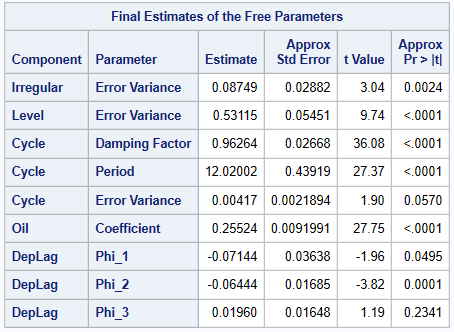 Final Estimates of the Free Parameters
Component Parameter Estimate Approx Std Error t Value Approx Pr > |t|
Irregular Error Variance 0.08749 0.02882 3.04 0.0024
Level Error Variance 0.53115 0.05451 9.74 <.0001
Cycle Damping Factor 0.96264 0.02668 36.08 <.0001
Cycle Period 12.02002 0.43919 27.37 <.0001
Cycle Error Variance 0.00417 0.0021894 1.90 0.0570
Oil Coefficient 0.25524 0.0091991 27.75 <.0001
DepLag Phi_1 -0.07144 0.03638 -1.96 0.0495
DepLag Phi_2 -0.06444 0.01685 -3.82 0.0001
DepLag Phi_3 0.01960 0.01648 1.19 0.2341